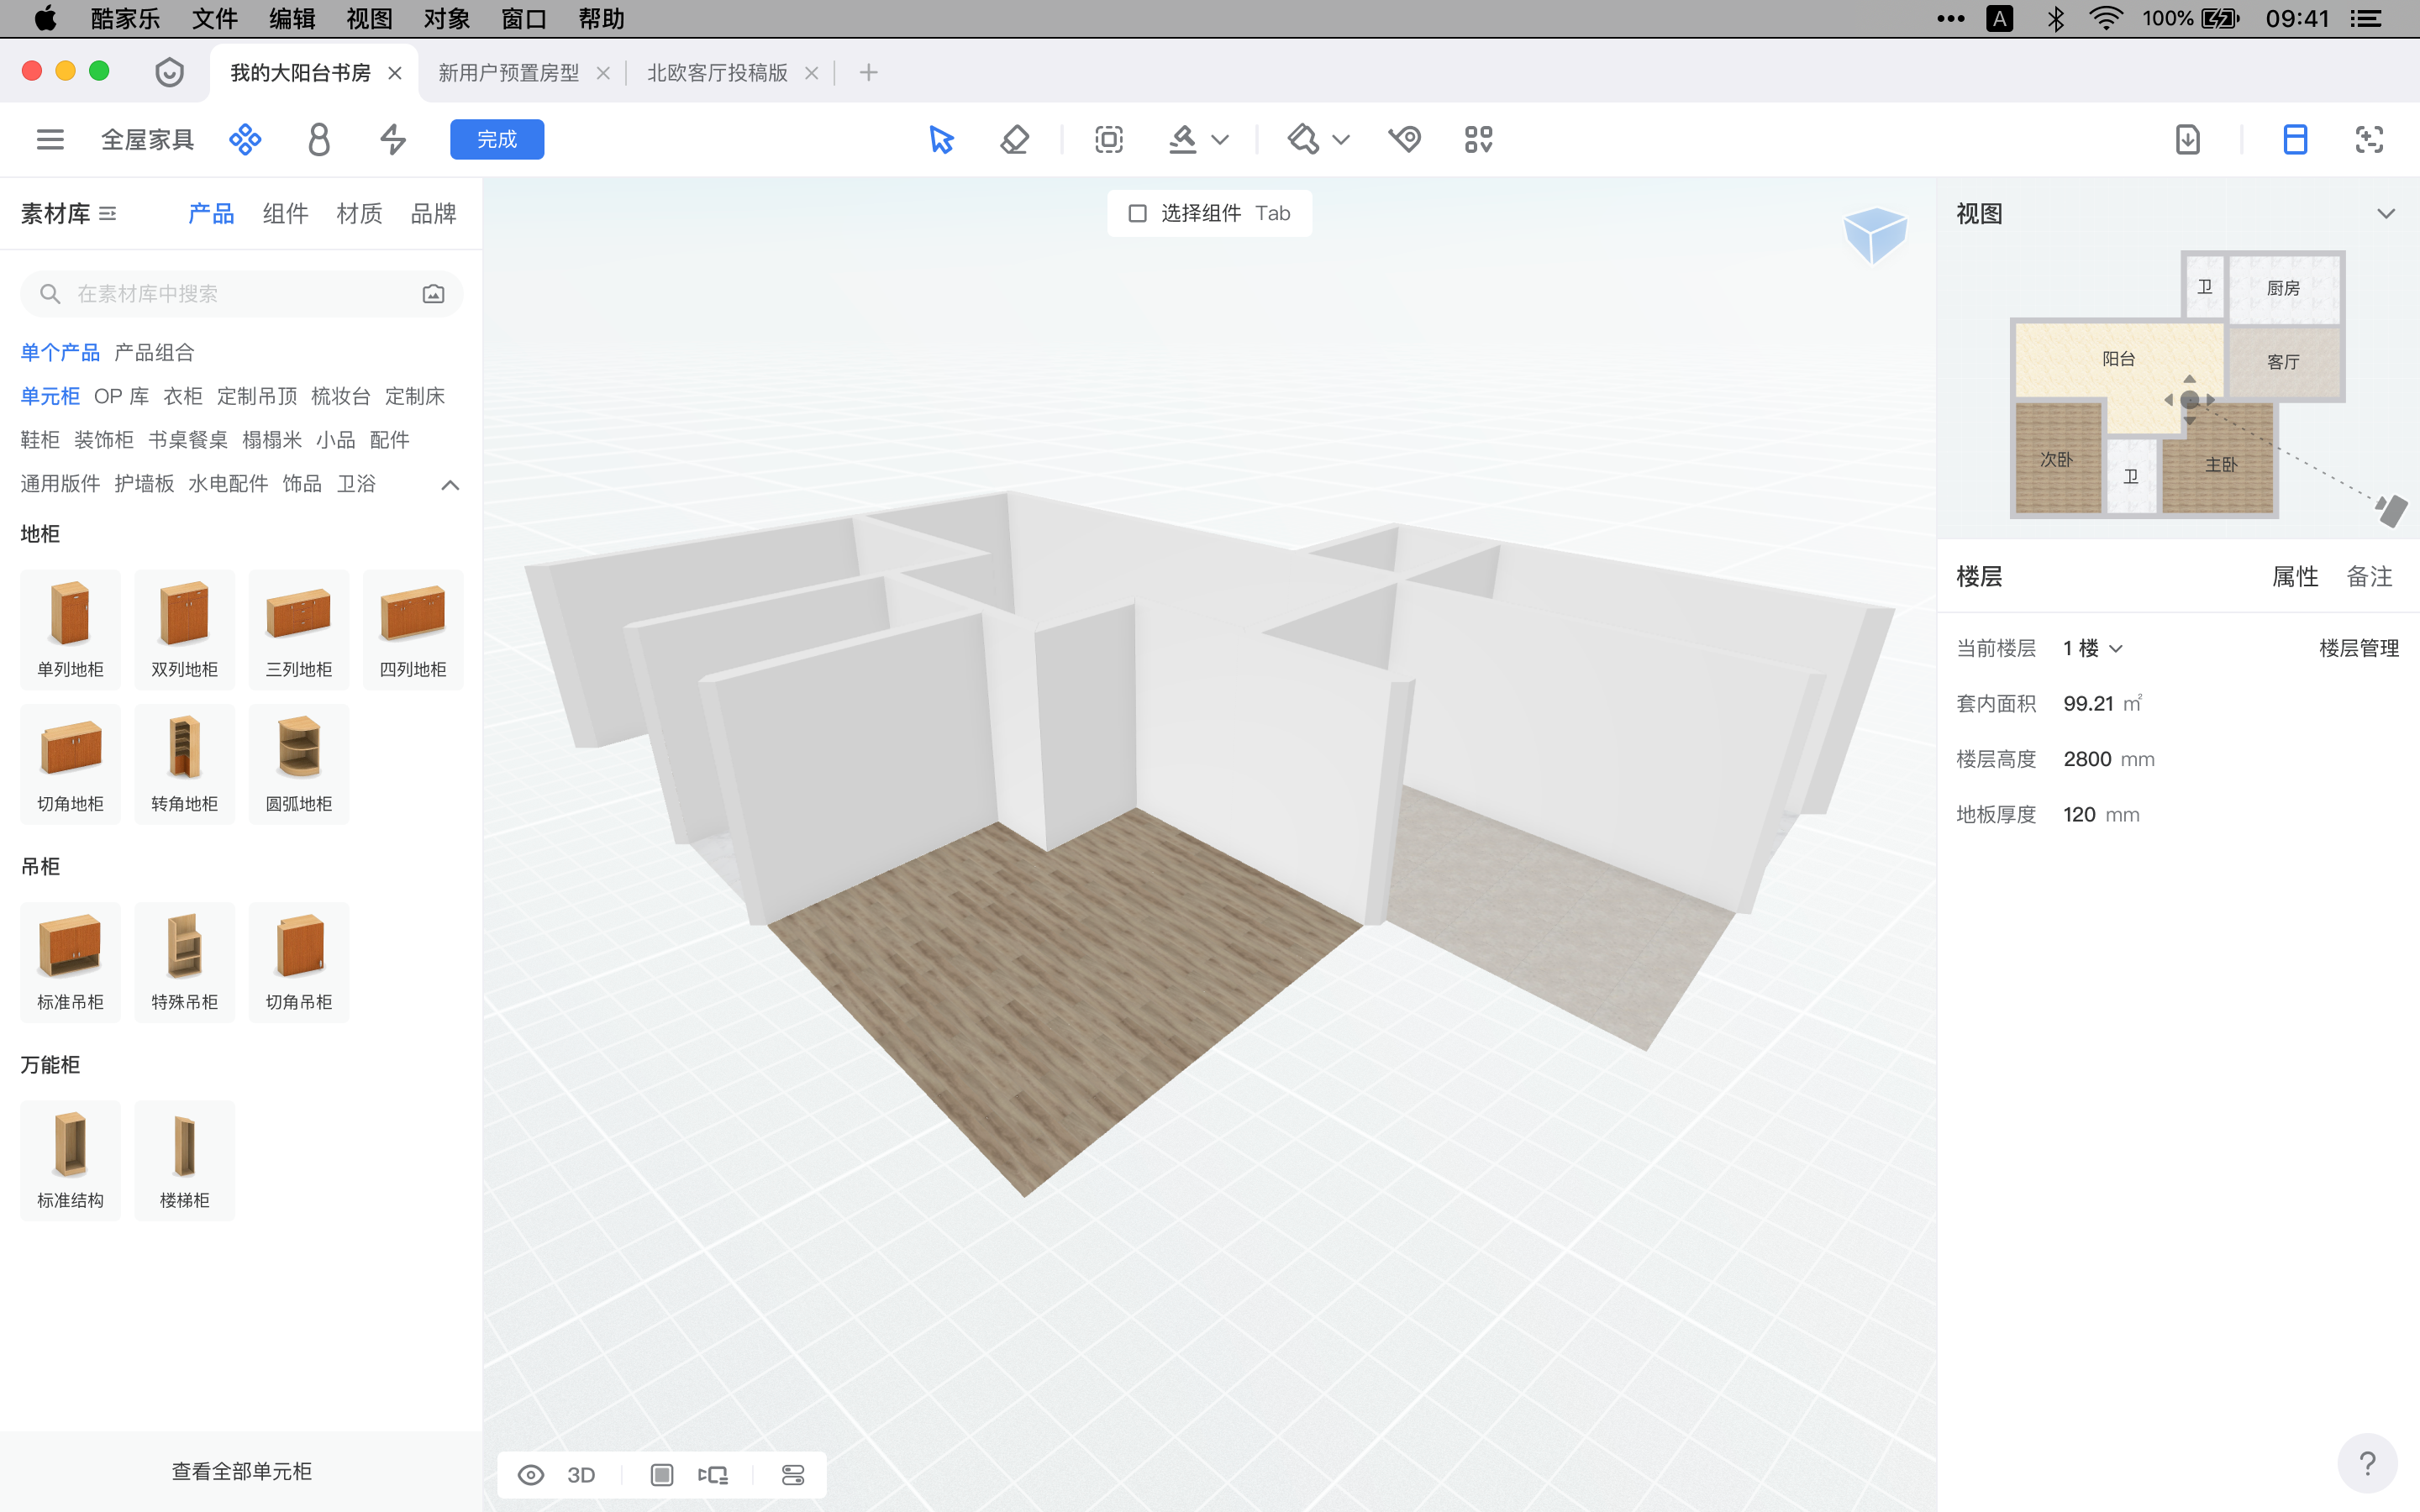 酷家乐 文件 编辑 视图 对象 窗口 帮助 A 100% 09:41
我的大阳台书房 新用户预置房型 北欧客厅投稿版
全屋家具 完成
素材库 产品 组件 材质 品牌
在素材库中搜索
单个产品 产品组合
单元柜 OP 库 衣柜 定制吊顶 梳妆台 定制床
鞋柜 装饰柜 书桌餐桌 榻榻米 小品 配件
通用版件 护墙板 水电配件 饰品 卫浴
地柜
单列地柜 双列地柜 三列地柜 四列地柜
切角地柜 转角地柜 圆弧地柜
吊柜
标准吊柜 特殊吊柜 切角吊柜
万能柜
标准结构 楼梯柜
查看全部单元柜
选择组件 Tab
3D
视图
卫 厨房
阳台 客厅
次卧 卫 主卧
楼层 属性 备注
当前楼层 1 楼 楼层管理
套内面积 99.21 ㎡
楼层高度 2800 mm
地板厚度 120 mm
?